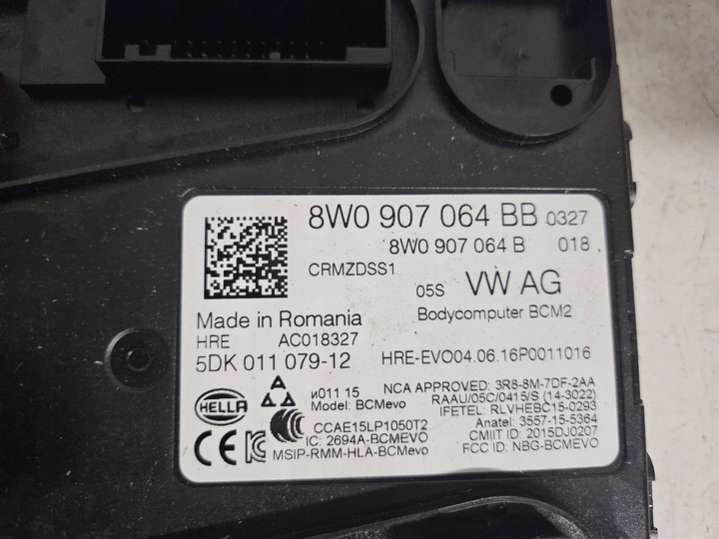 8W0 907 064 BB 0327
8W0 907 064 B 018
CRMZDSS1
05S VW AG
Bodycomputer BCM2
Made in Romania
HRE AC018327
5DK 011 079-12 HRE-EVO04.06.16P0011016
HELLA
и011 15
Model: BCMevo
NCA APPROVED: 3R8-8M-7DF-2AA
RAAU/05C/0415/S (14-3022)
IFETEL: RLVHEBC15-0293
CCAE15LP1050T2 Anatel: 3557-15-5364
IC: 2694A-BCMEVO CMIIT ID: 2015DJ0207
MSIP-RMM-HLA-BCMevo FCC ID: NBG-BCMEVO
CE